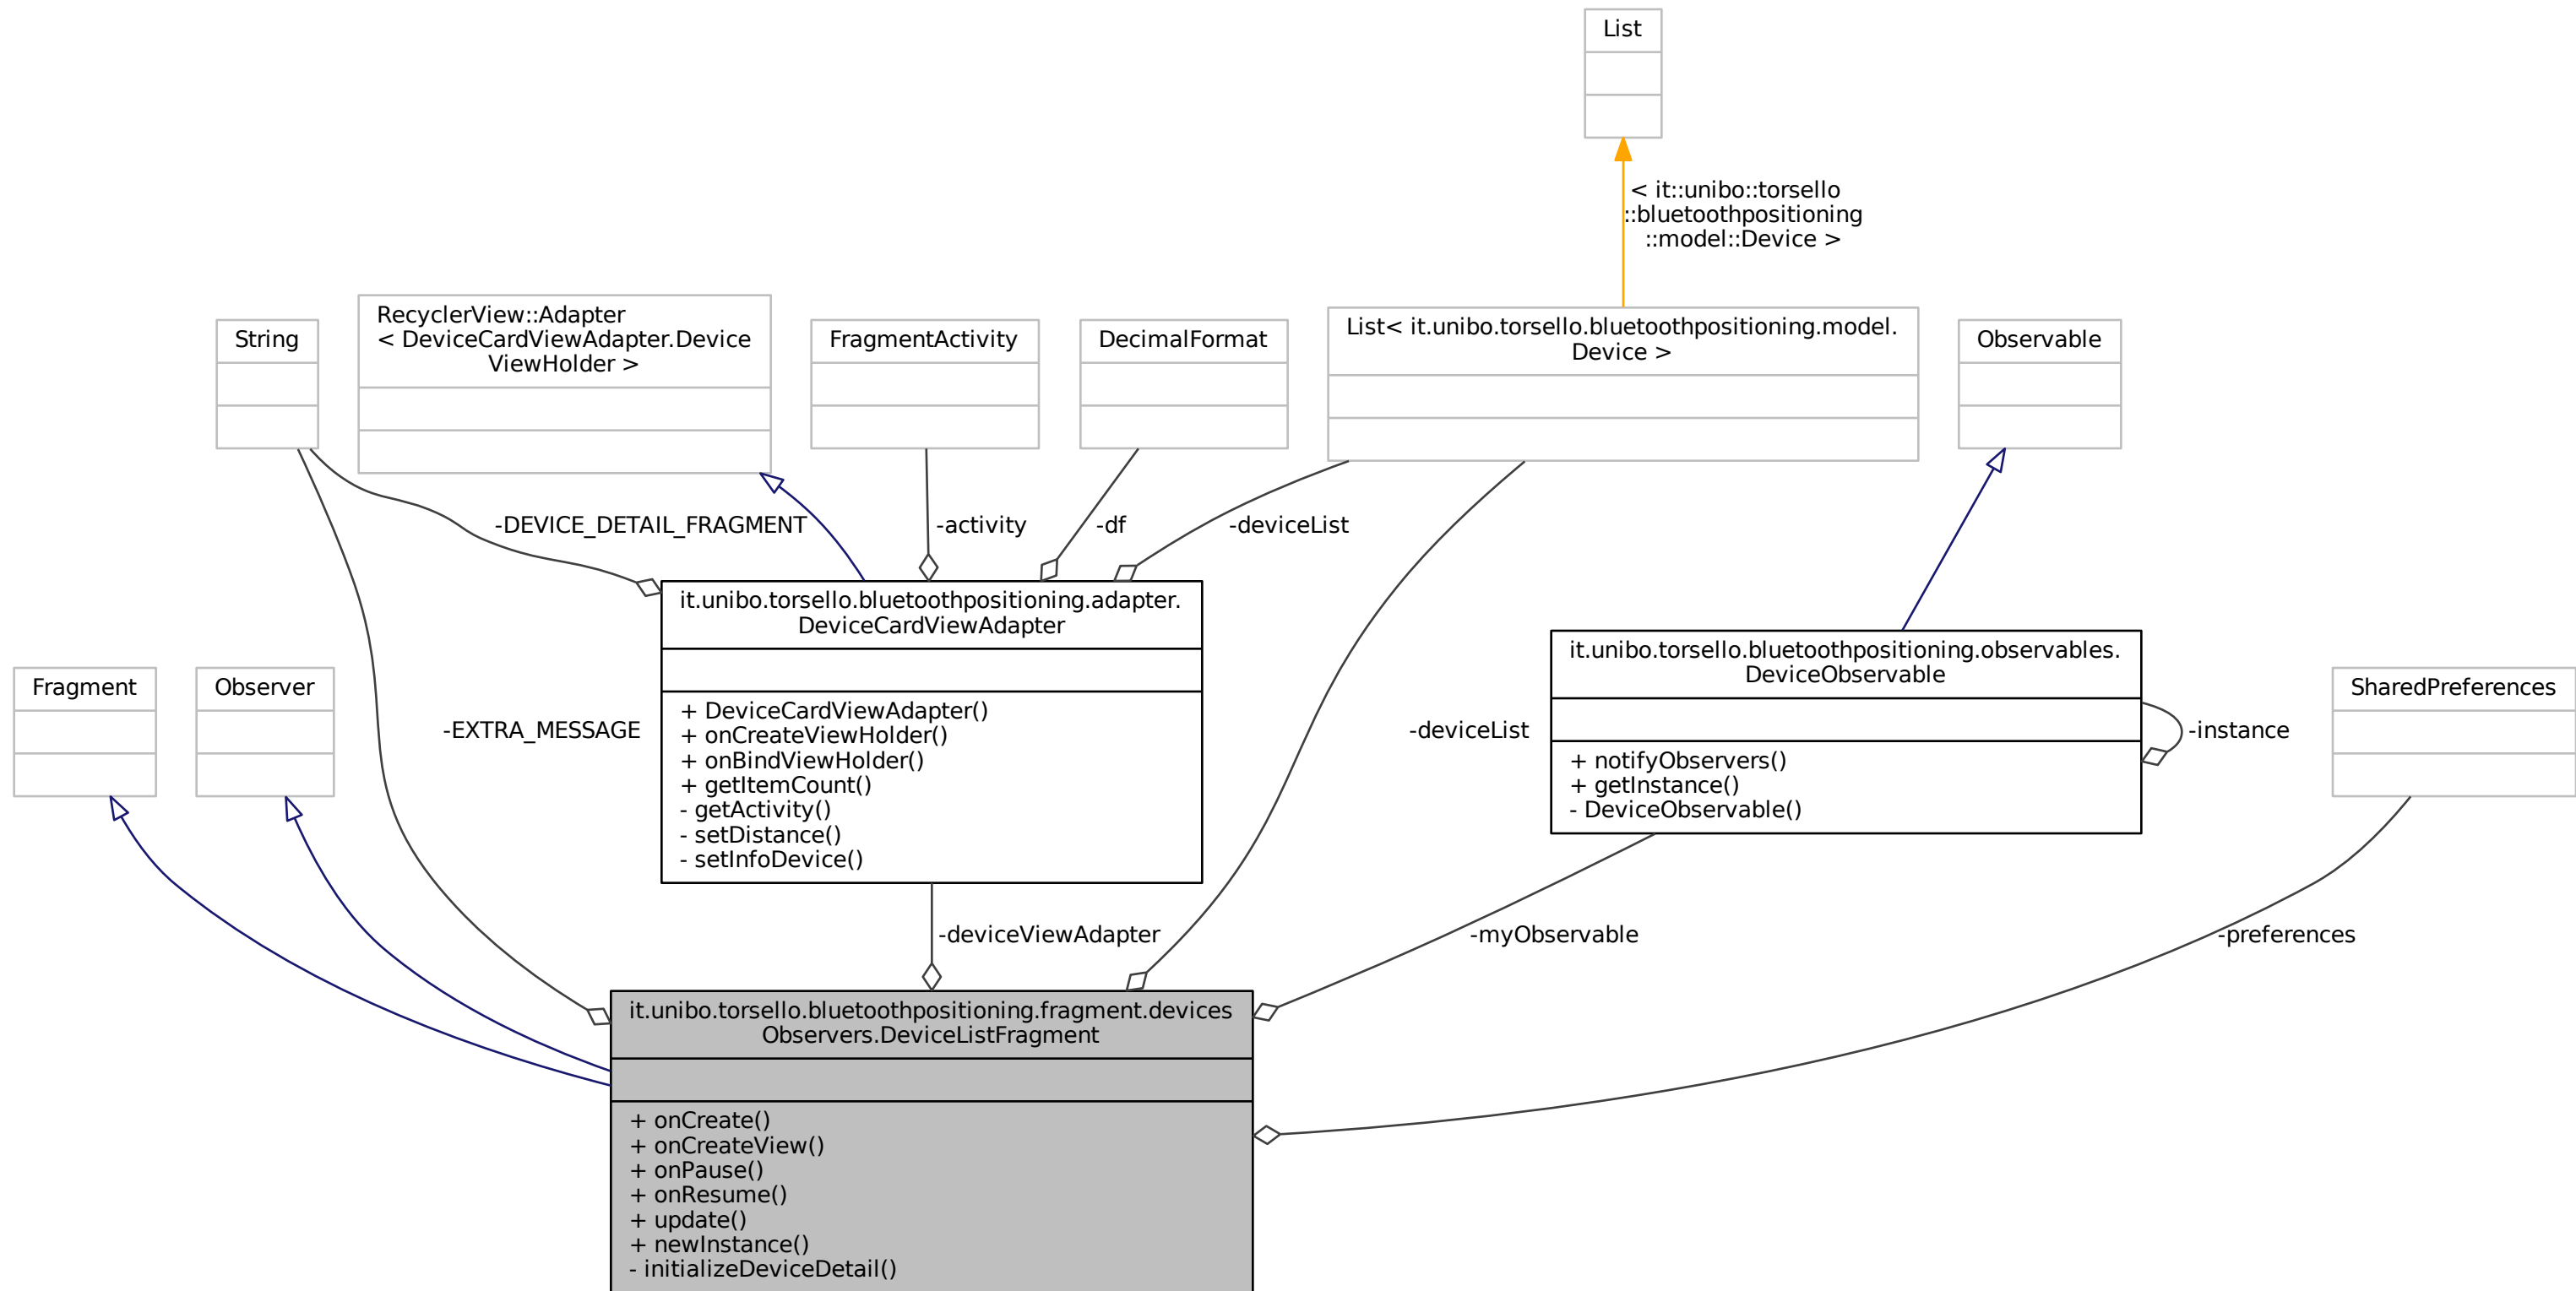 List
< it::unibo::torsello
::bluetoothpositioning
::model::Device >
String
RecyclerView::Adapter
< DeviceCardViewAdapter.Device
ViewHolder >
FragmentActivity
DecimalFormat
List< it.unibo.torsello.bluetoothpositioning.model.
Device >
Observable
-DEVICE_DETAIL_FRAGMENT
-activity
-df
-deviceList
it.unibo.torsello.bluetoothpositioning.adapter.
DeviceCardViewAdapter
+ DeviceCardViewAdapter()
+ onCreateViewHolder()
+ onBindViewHolder()
+ getItemCount()
- getActivity()
- setDistance()
- setInfoDevice()
it.unibo.torsello.bluetoothpositioning.observables.
DeviceObservable
+ notifyObservers()
+ getInstance()
- DeviceObservable()
Fragment
Observer
SharedPreferences
-EXTRA_MESSAGE
-deviceList
-instance
-deviceViewAdapter
-myObservable
-preferences
it.unibo.torsello.bluetoothpositioning.fragment.devices
Observers.DeviceListFragment
+ onCreate()
+ onCreateView()
+ onPause()
+ onResume()
+ update()
+ newInstance()
- initializeDeviceDetail()